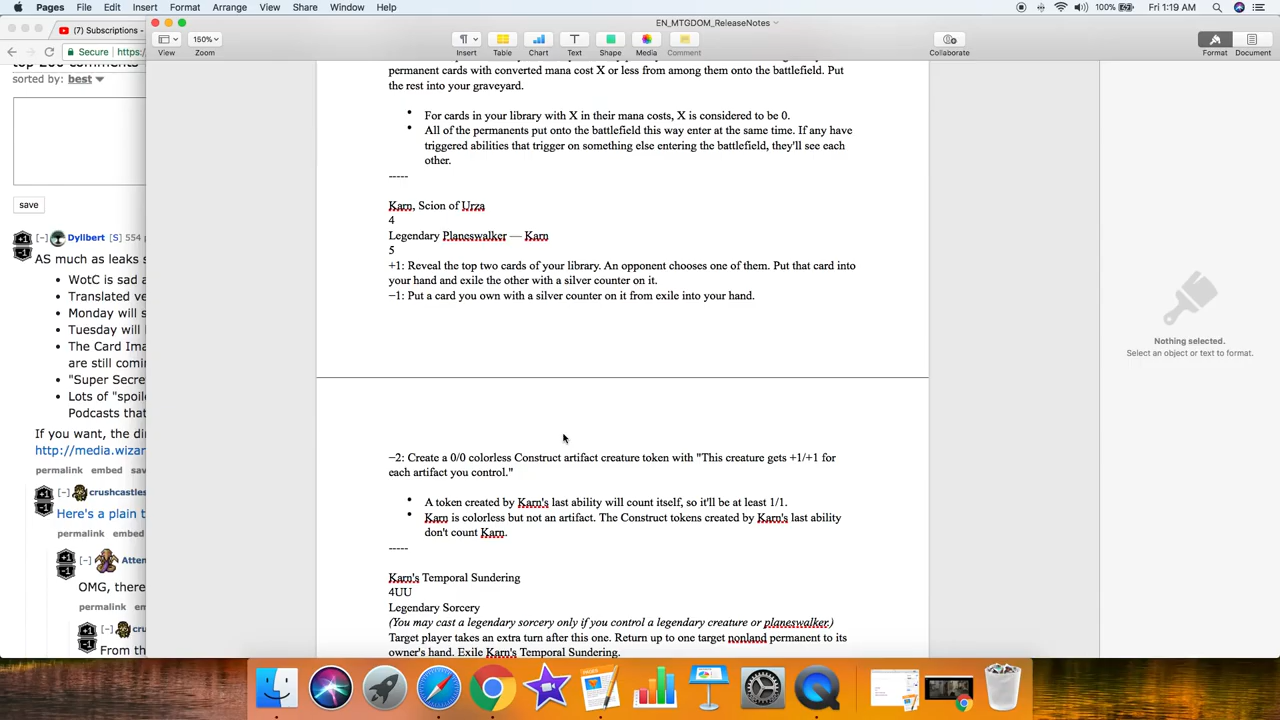 Pages File Edit Insert Format Arrange View Share Window Help
100% Fri 1:19 AM
(7) Subscriptions -
Secure https:/
sorted by: best
save
[-] Dylibert [S] 554 p
AS much as leaks s
WotC is sad a
Translated ve
Monday will s
Tuesday will
The Card Ima
are still comin
"Super Secre
Lots of "spoil
Podcasts that
If you want, the di
http://media.wizar
permalink embed sav
[-] crushcastles
Here's a plain t
permalink embed
[-] Atten
OMG, there
permalink em
[-] cru
From th
EN_MTGDOM_ReleaseNotes
150%
View Zoom Insert Table Chart Text Shape Media Comment Collaborate Format Document
permanent cards with converted mana cost X or less from among them onto the battlefield. Put
the rest into your graveyard.
• For cards in your library with X in their mana costs, X is considered to be 0.
• All of the permanents put onto the battlefield this way enter at the same time. If any have
triggered abilities that trigger on something else entering the battlefield, they'll see each
other.
-----
Karn, Scion of Urza
4
Legendary Planeswalker — Karn
5
+1: Reveal the top two cards of your library. An opponent chooses one of them. Put that card into
your hand and exile the other with a silver counter on it.
−1: Put a card you own with a silver counter on it from exile into your hand.
−2: Create a 0/0 colorless Construct artifact creature token with "This creature gets +1/+1 for
each artifact you control."
• A token created by Karn's last ability will count itself, so it'll be at least 1/1.
• Karn is colorless but not an artifact. The Construct tokens created by Karn's last ability
don't count Karn.
-----
Karn's Temporal Sundering
4UU
Legendary Sorcery
(You may cast a legendary sorcery only if you control a legendary creature or planeswalker.)
Target player takes an extra turn after this one. Return up to one target nonland permanent to its
owner's hand. Exile Karn's Temporal Sundering.
Nothing selected.
Select an object or text to format.